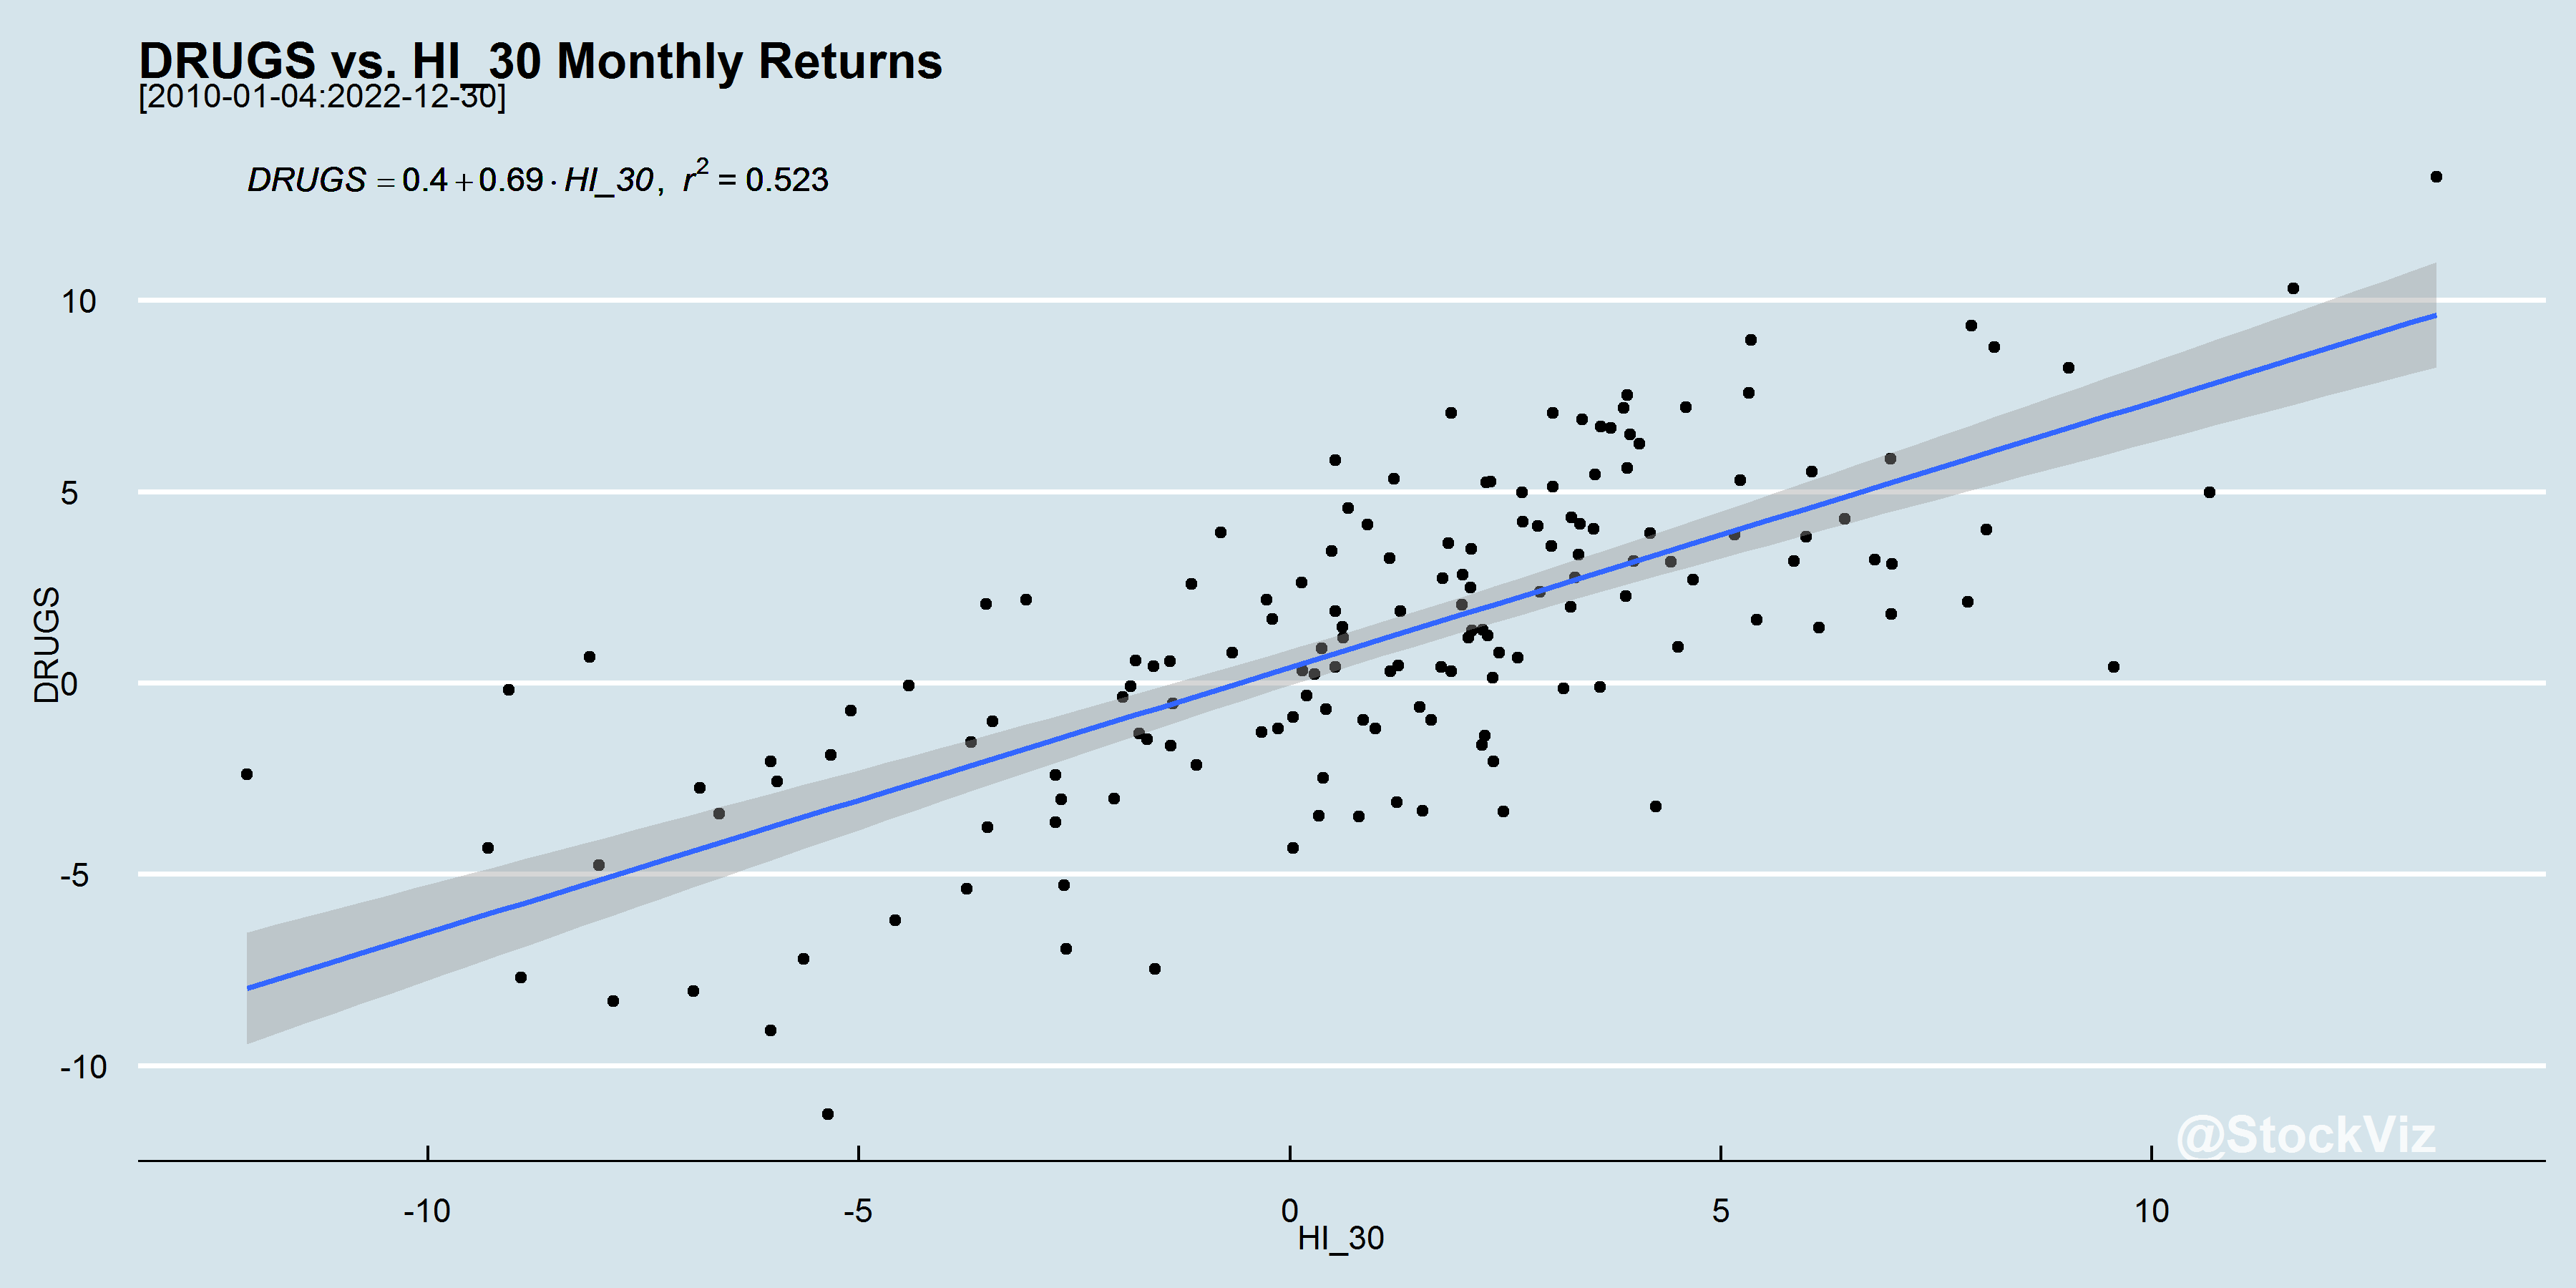 DRUGS vs. HI_30 Monthly Returns
[2010-01-04:2022-12-30]
DRUGS = 0.4 + 0.69 · HI_30, r² = 0.523
10
5
0
-5
-10
DRUGS
@StockViz
-10 -5 0 5 10
HI_30